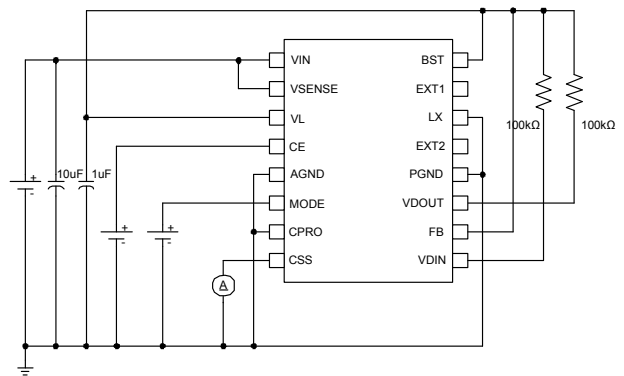 VIN
BST
VSENSE
EXT1
VL
LX
100kΩ
100kΩ
CE
EXT2
10uF
1uF
AGND
PGND
+
-
MODE
VDOUT
+
-
+
-
CPRO
FB
CSS
VDIN
A